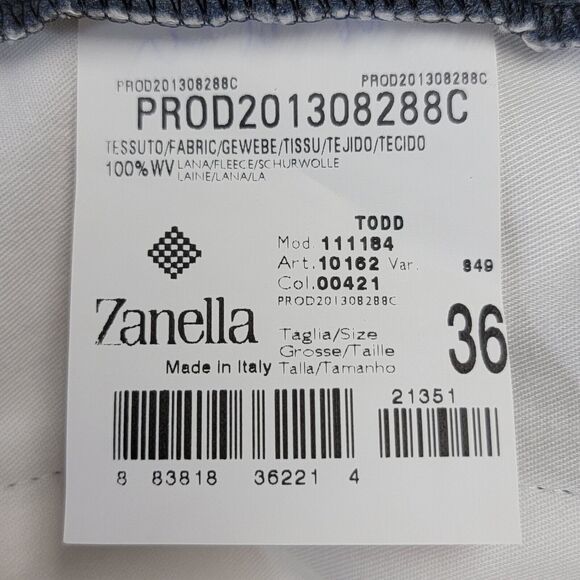 PROD201308288C PROD201308288C
PROD201308288C
TESSUTO/FABRIC/GEWEBE/TISSU/TEJIDO/TECIDO
100% WV LANA/FLEECE/SCHURWOLLE
LAINE/LANA/LA
TODD
Mod. 111184
Art. 10162 Var. 849
Col. 00421
PROD201308288C
Zanella
Taglia/Size
Grosse/Taille
Talla/Tamanho
36
Made in Italy
21351
8 83818 36221 4